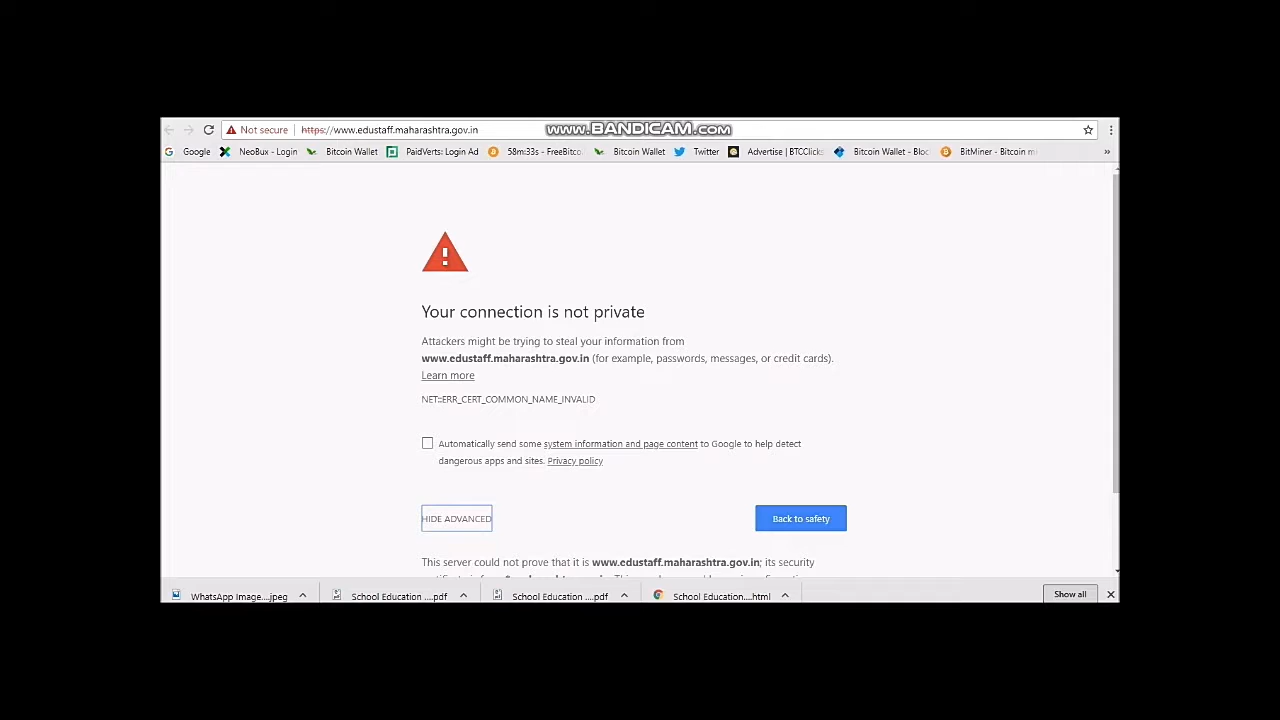 Not secure https://www.edustaff.maharashtra.gov.in www.BANDICAM.com
Google NeoBux - Login Bitcoin Wallet PaidVerts: Login Ad 58m:33s - FreeBitco. Bitcoin Wallet Twitter Advertise | BTCClicks Bitcoin Wallet - Bloc BitMiner - Bitcoin m »
Your connection is not private
Attackers might be trying to steal your information from
www.edustaff.maharashtra.gov.in (for example, passwords, messages, or credit cards).
Learn more
NET::ERR_CERT_COMMON_NAME_INVALID
Automatically send some system information and page content to Google to help detect
dangerous apps and sites. Privacy policy
HIDE ADVANCED Back to safety
This server could not prove that it is www.edustaff.maharashtra.gov.in; its security
WhatsApp Image....jpeg School Education ....pdf School Education ....pdf School Education....html Show all